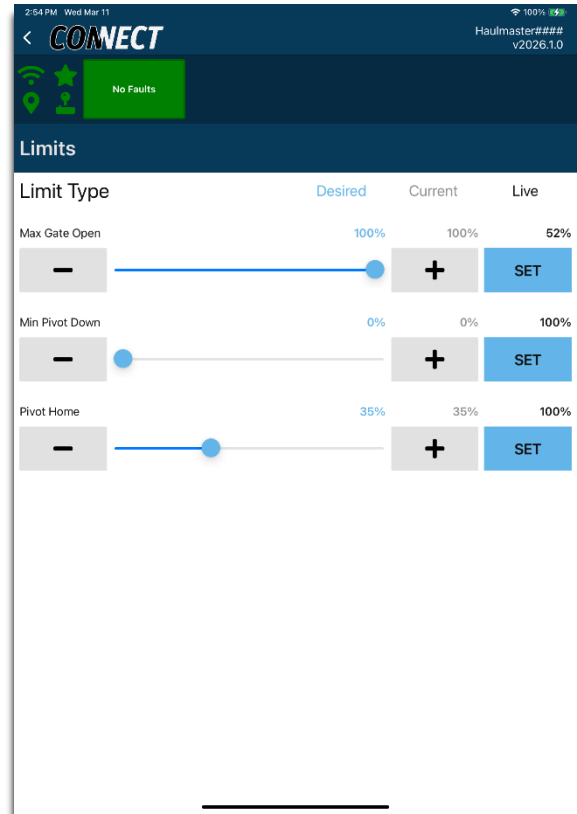 2:54 PM Wed Mar 11
100%
CONNECT
Haulmaster####
v2026.1.0
No Faults
Limits
Limit Type Desired Current Live
Max Gate Open 100% 100% 52%
SET
Min Pivot Down 0% 0% 100%
SET
Pivot Home 35% 35% 100%
SET